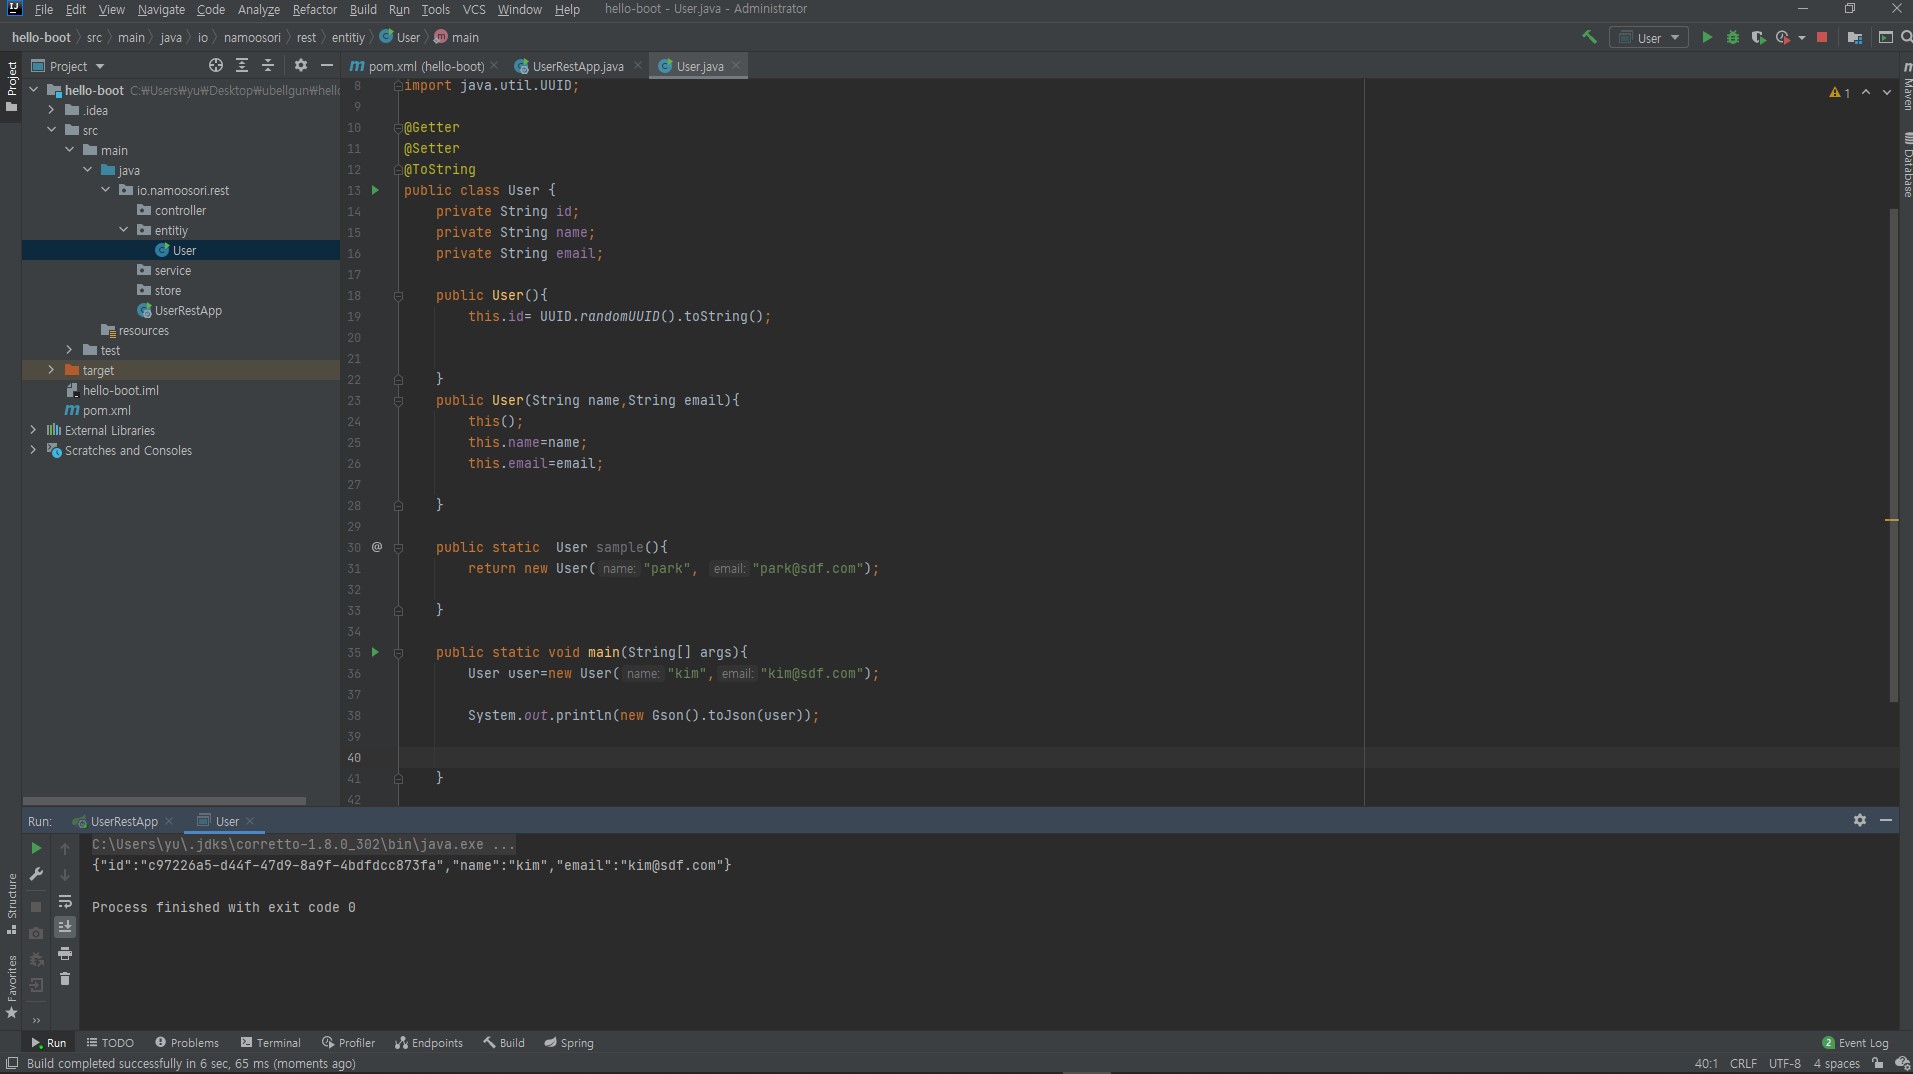 File Edit View Navigate Code Analyze Refactor Build Run Tools VCS Window Help hello-boot - User.java - Administrator
hello-boot src main java io namoosori rest entitiy User main User
Project
pom.xml (hello-boot) UserRestApp.java User.java
hello-boot C:₩Users₩yu₩Desktop₩ubellgun₩hello
.idea
src
main
java
io.namoosori.rest
controller
entitiy
User
service
store
UserRestApp
resources
test
target
hello-boot.iml
pom.xml
External Libraries
Scratches and Consoles
8 import java.util.UUID;
9
10 @Getter
11 @Setter
12 @ToString
13 public class User {
14 private String id;
15 private String name;
16 private String email;
17
18 public User(){
19 this.id= UUID.randomUUID().toString();
20
21
22 }
23 public User(String name,String email){
24 this();
25 this.name=name;
26 this.email=email;
27
28 }
29
30 @ public static User sample(){
31 return new User( name: "park", email: "park@sdf.com");
32
33 }
34
35 public static void main(String[] args){
36 User user=new User( name: "kim", email: "kim@sdf.com");
37
38 System.out.println(new Gson().toJson(user));
39
40
41 }
42
1
Project
Structure
Favorites
Maven
Database
Run: UserRestApp User
C:\Users\yu\.jdks\corretto-1.8.0_302\bin\java.exe ...
{"id":"c97226a5-d44f-47d9-8a9f-4bdfdcc873fa","name":"kim","email":"kim@sdf.com"}
Process finished with exit code 0
Run TODO Problems Terminal Profiler Endpoints Build Spring 2 Event Log
Build completed successfully in 6 sec, 65 ms (moments ago) 40:1 CRLF UTF-8 4 spaces